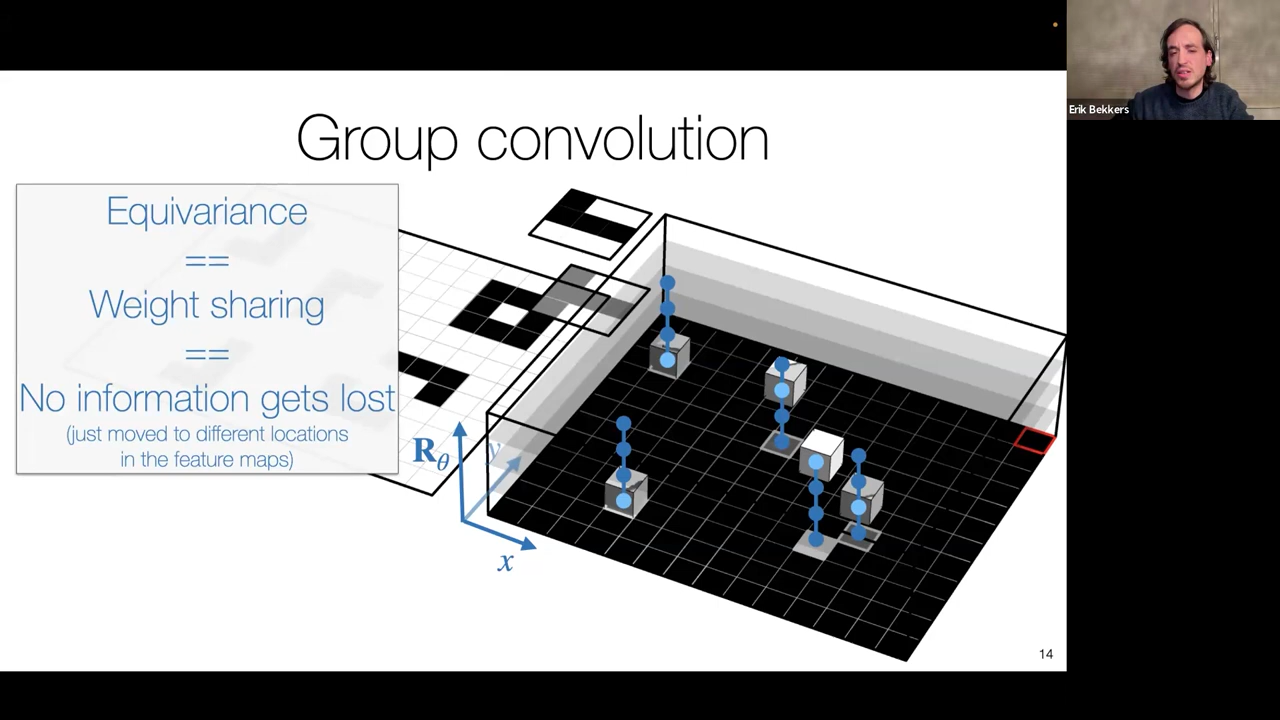 Erik Bekkers
Group convolution
Equivariance
==
Weight sharing
==
No information gets lost
(just moved to different locations
in the feature maps)
R_θ
y
x
14